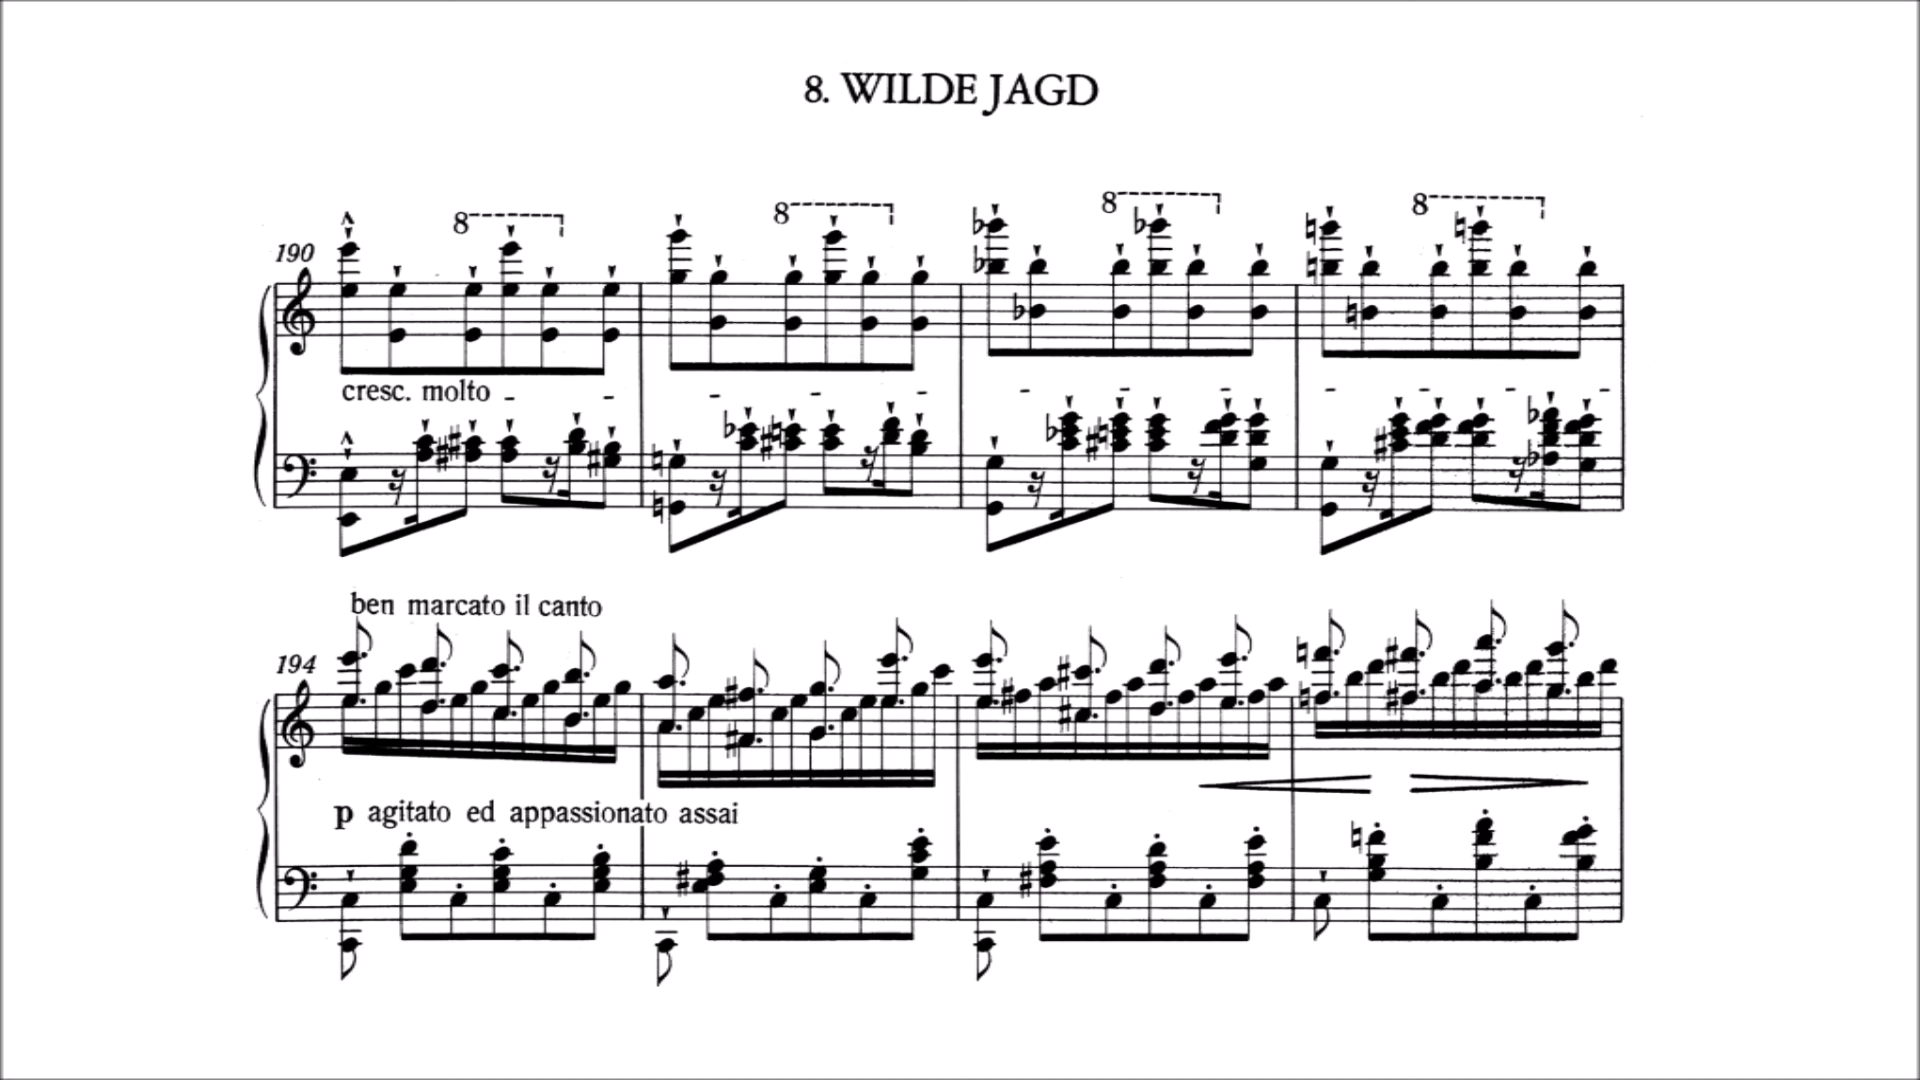 8. WILDE JAGD
8 8 8 8
190
cresc. molto
ben marcato il canto
194
p agitato ed appassionato assai